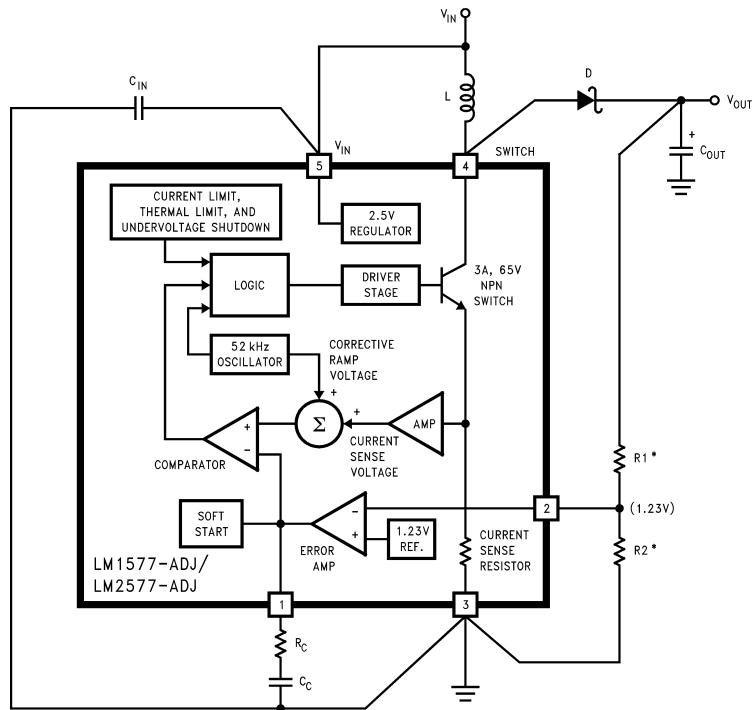 V_IN
C_IN
L
D
V_OUT
+
C_OUT
V_IN
5
4
SWITCH
CURRENT LIMIT,
THERMAL LIMIT, AND
UNDERVOLTAGE SHUTDOWN
2.5V
REGULATOR
LOGIC
DRIVER
STAGE
3A, 65V
NPN
SWITCH
52 kHz
OSCILLATOR
CORRECTIVE
RAMP
VOLTAGE
+
+
Σ
+
−
AMP
COMPARATOR
CURRENT
SENSE
VOLTAGE
R1*
SOFT
START
−
+
1.23V
REF.
ERROR
AMP
2
(1.23V)
CURRENT
SENSE
RESISTOR
R2*
LM1577-ADJ/
LM2577-ADJ
1
3
R_C
C_C